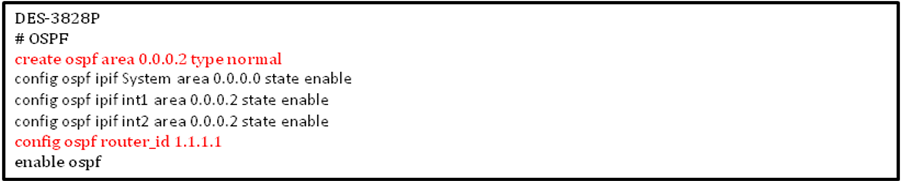 DES-3828P
# OSPF
create ospf area 0.0.0.2 type normal
config ospf ipif System area 0.0.0.0 state enable
config ospf ipif int1 area 0.0.0.2 state enable
config ospf ipif int2 area 0.0.0.2 state enable
config ospf router_id 1.1.1.1
enable ospf